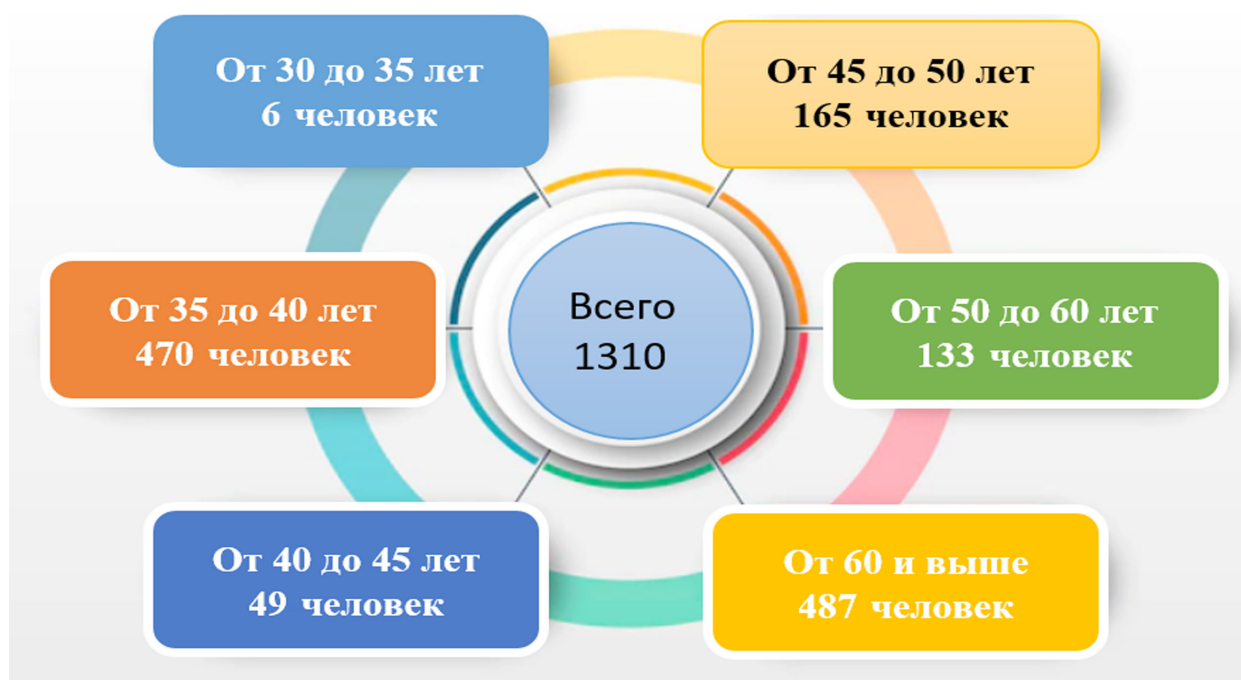 От 30 до 35 лет
6 человек
От 45 до 50 лет
165 человек
От 35 до 40 лет
470 человек
Всего
1310
От 50 до 60 лет
133 человек
От 40 до 45 лет
49 человек
От 60 и выше
487 человек